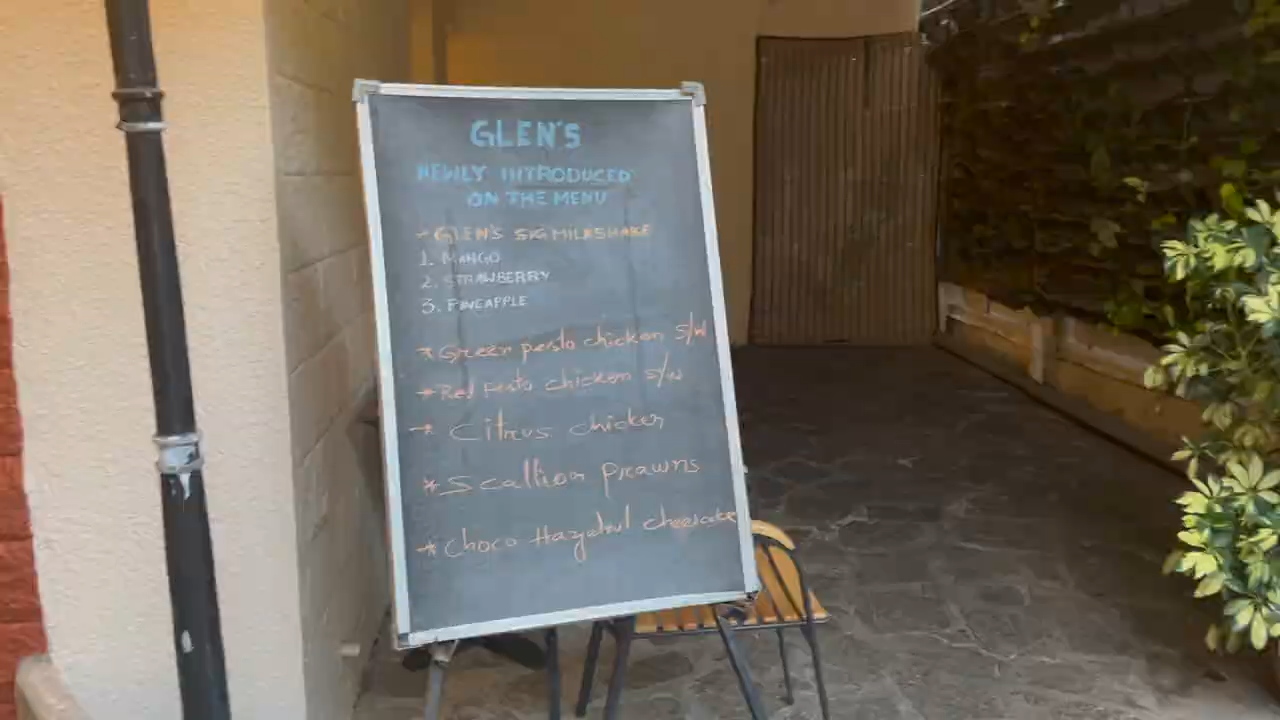 GLEN'S
NEWLY INTRODUCED
ON THE MENU
* GLEN'S SIG MILKSHAKE
1. MANGO
2. STRAWBERRY
3. PINEAPPLE
* Green pesto chicken s/w
* Red pesto chicken s/w
* Citrus chicken
* Scallion prawns
* Choco Hazelnut cheesecake